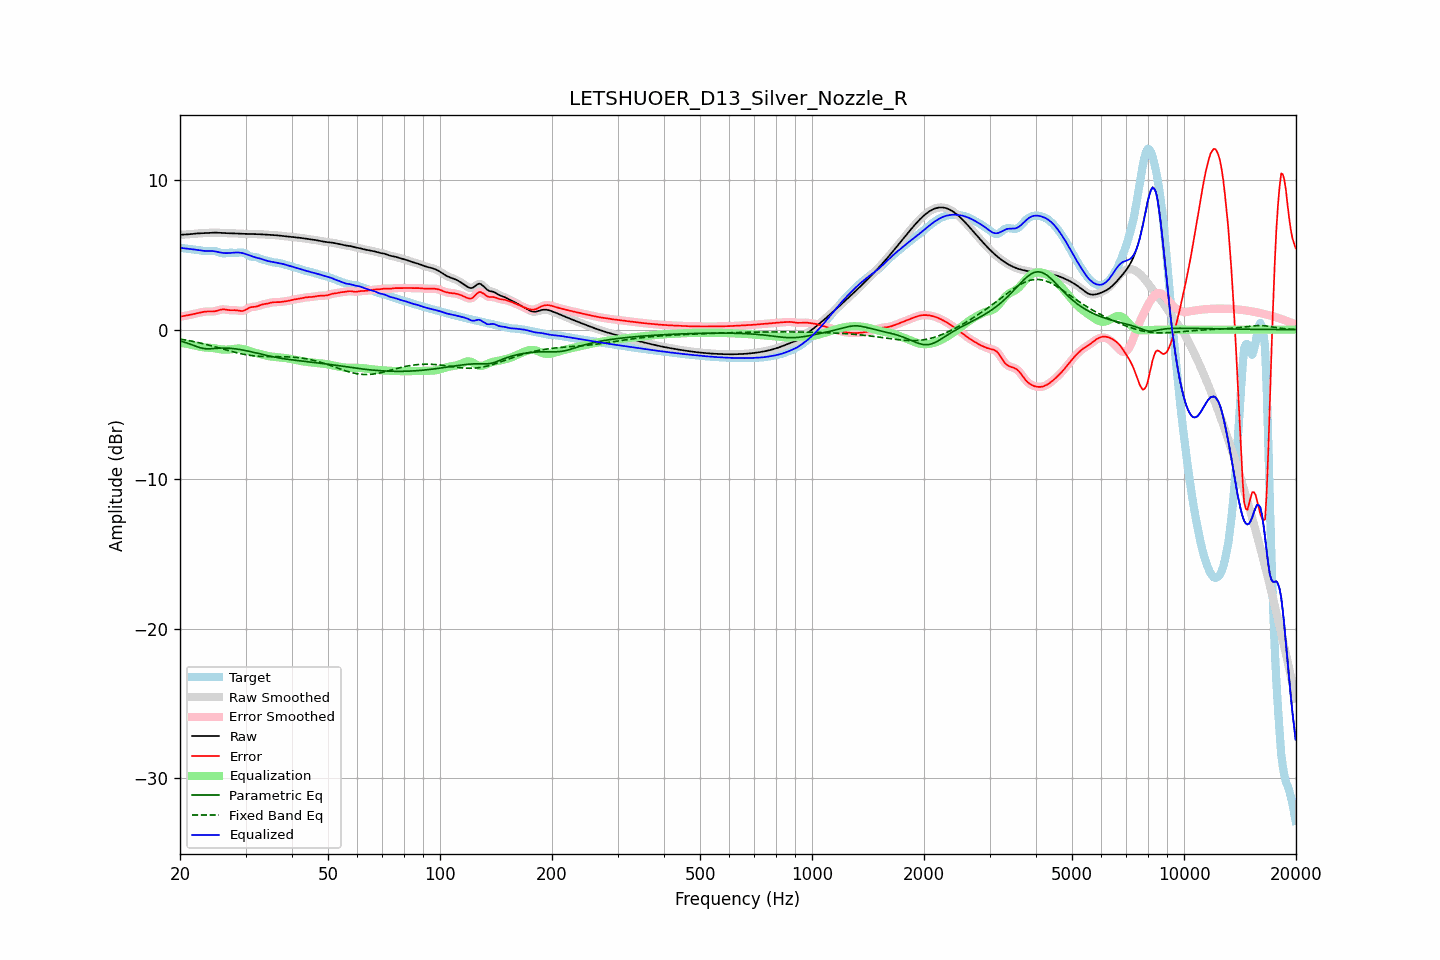 LETSHUOER_D13_Silver_Nozzle_R
10
0
−10
−20
−30
Amplitude (dBr)
Target
Raw Smoothed
Error Smoothed
Raw
Error
Equalization
Parametric Eq
Fixed Band Eq
Equalized
20 50 100 200 500 1000 2000 5000 10000 20000
Frequency (Hz)